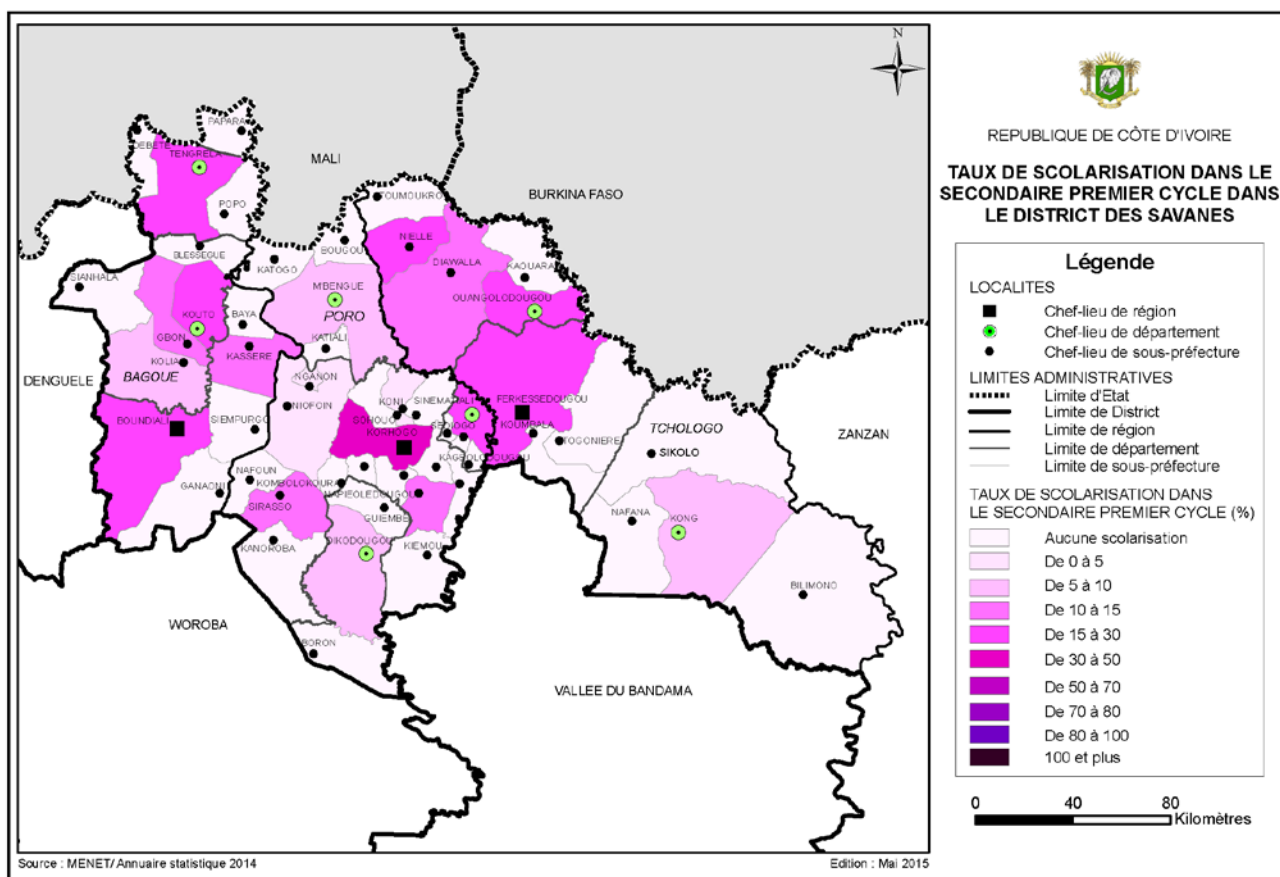 N
PAPARA
DEBETE
TENGRELA
MALI
POPO
TOUMOUKRO
BURKINA FASO
BLESSEGUE
BOUGOU
NIELLE
KATOGO
DIAWALLA
KAOUARA
SIANHALA
M'BENGUE
OUANGOLODOUGOU
KOUTO
BAYA
PORO
GBON
KATIALI
KOLIA
KASSERE
DENGUELE
BAGOUE
NGANON
NIOFOIN
KONI
FERKESSEDOUGOU
BOUNDIALI
SIEMPURGO
KORHOGO
KOUMBALA
TOGONIERE
TCHOLOGO
ZANZAN
SIKOLO
NAFOUN
KOMBOLOKOURA
NAPIEOLEDOUGOU
GANAONI
SIRASSO
GUIEMBE
NAFANA
KONG
KANOROBA
DIKODOUGOU
KIEMOU
BILIMONO
WOROBA
BORON
VALLEE DU BANDAMA
Source : MENET/ Annuaire statistique 2014
Edition : Mai 2015
REPUBLIQUE DE CÔTE D'IVOIRE
TAUX DE SCOLARISATION DANS LE
SECONDAIRE PREMIER CYCLE DANS
LE DISTRICT DES SAVANES
Légende
LOCALITES
Chef-lieu de région
Chef-lieu de département
Chef-lieu de sous-préfecture
LIMITES ADMINISTRATIVES
Limite d'Etat
Limite de District
Limite de région
Limite de département
Limite de sous-préfecture
TAUX DE SCOLARISATION DANS
LE SECONDAIRE PREMIER CYCLE (%)
Aucune scolarisation
De 0 à 5
De 5 à 10
De 10 à 15
De 15 à 30
De 30 à 50
De 50 à 70
De 70 à 80
De 80 à 100
100 et plus
0 40 80
Kilomètres